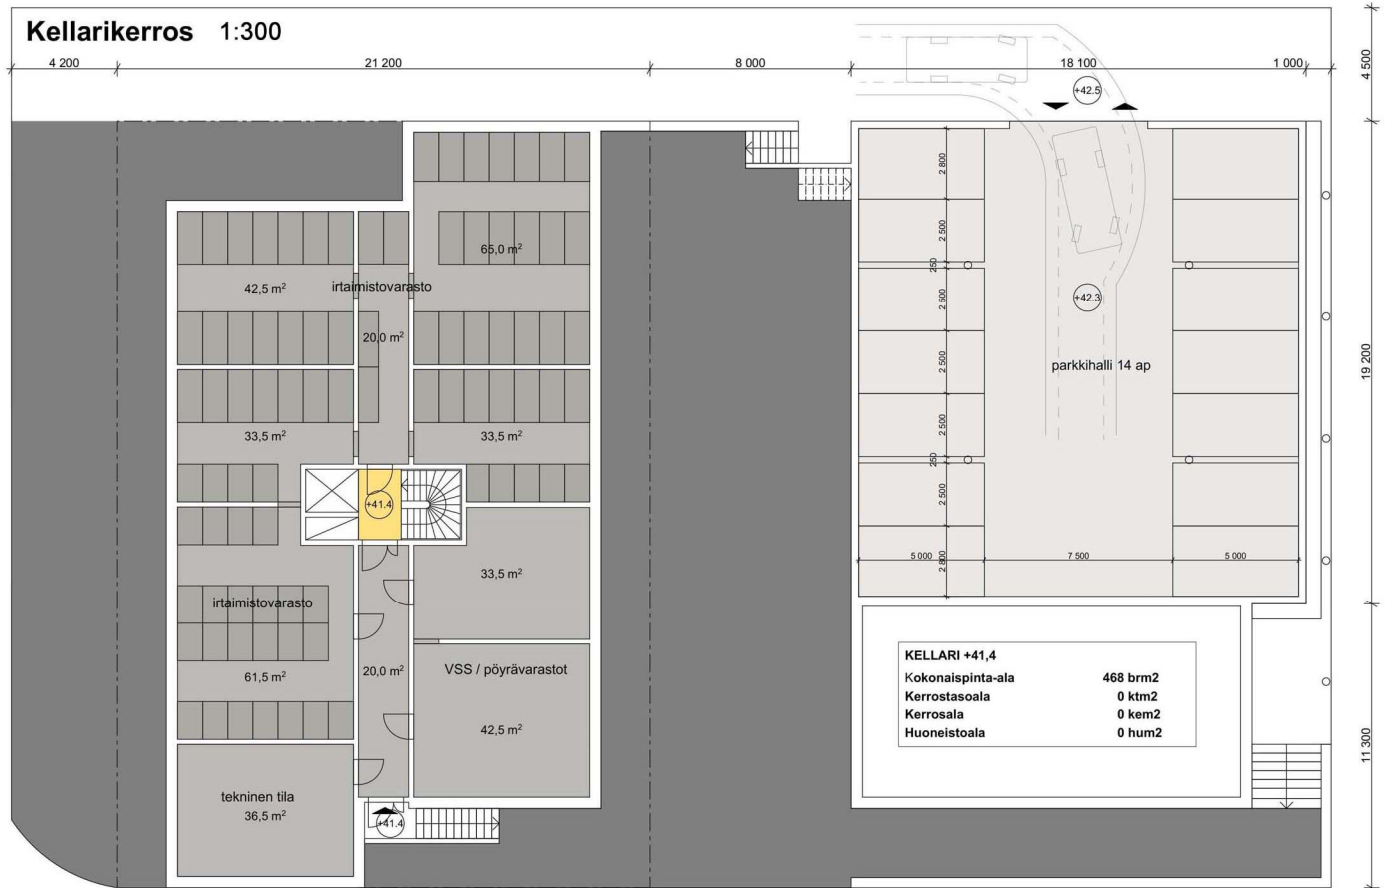 Kellarikerros 1:300
4 200
21 200
8 000
18 100
1 000
4 500
+42.5
2 800
2 500
250
2 500
2 500
2 500
250
2 500
2 800
+42.3
parkkihalli 14 ap
5 000
7 500
5 000
19 200
11 300
65,0 m²
42,5 m²
irtaimistovarasto
20,0 m²
33,5 m²
33,5 m²
+41.4
33,5 m²
irtaimistovarasto
61,5 m²
20,0 m²
VSS / pöyrävarastot
42,5 m²
tekninen tila
36,5 m²
+41.4
KELLARI +41,4
Kokonaispinta-ala 468 brm2
Kerrostasoala 0 ktm2
Kerrosala 0 kem2
Huoneistoala 0 hum2